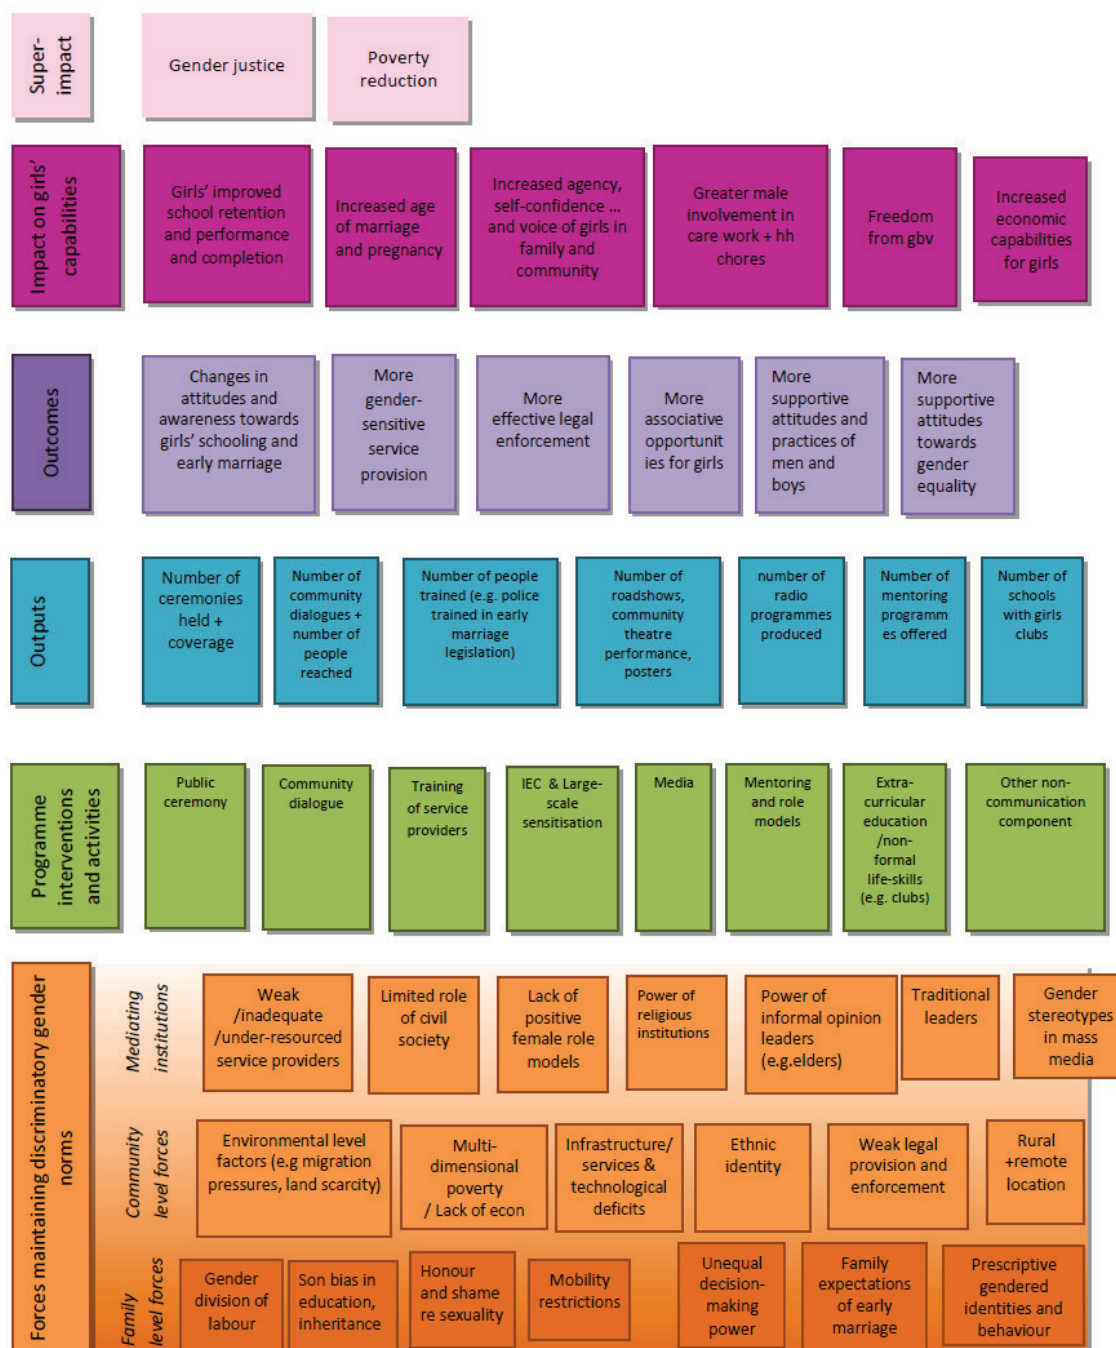 Super-
impact
Gender justice
Poverty
reduction
Impact on girls'
capabilities
Girls' improved
school retention
and performance
and completion
Increased age
of marriage
and pregnancy
Increased agency,
self-confidence ...
and voice of girls in
family and
community
Greater male
involvement in
care work + hh
chores
Freedom
from gbv
Increased
economic
capabilities
for girls
Outcomes
Changes in
attitudes and
awareness towards
girls' schooling and
early marriage
More
gender-
sensitive
service
provision
More
effective legal
enforcement
More
associative
opportunit
ies for girls
More
supportive
attitudes and
practices of
men and
boys
More
supportive
attitudes
towards
gender
equality
Outputs
Number of
ceremonies
held +
coverage
Number of
community
dialogues +
number of
people
reached
Number of people
trained (e.g. police
trained in early
marriage
legislation)
Number of
roadshows,
community
theatre
performance,
posters
number of
radio
programmes
produced
Number of
mentoring
programm
es offered
Number of
schools
with girls
clubs
Programme
interventions
and activities
Public
ceremony
Community
dialogue
Training
of service
providers
IEC & Large-
scale
sensitisation
Media
Mentoring
and role
models
Extra-
curricular
education
/non-
formal
life-skills
(e.g. clubs)
Other non-
communication
component
Forces maintaining discriminatory gender
norms
Mediating
institutions
Weak
/inadequate
/under-resourced
service providers
Limited role
of civil
society
Lack of
positive
female role
models
Power of
religious
institutions
Power of
informal opinion
leaders
(e.g.elders)
Traditional
leaders
Gender
stereotypes
in mass
media
Community
level forces
Environmental level
factors (e.g migration
pressures, land scarcity)
Multi-
dimensional
poverty
/ Lack of econ
Infrastructure/
services &
technological
deficits
Ethnic
identity
Weak legal
provision and
enforcement
Rural
+remote
location
Family
level forces
Gender
division of
labour
Son bias in
education,
inheritance
Honour
and shame
re sexuality
Mobility
restrictions
Unequal
decision-
making
power
Family
expectations
of early
marriage
Prescriptive
gendered
identities and
behaviour